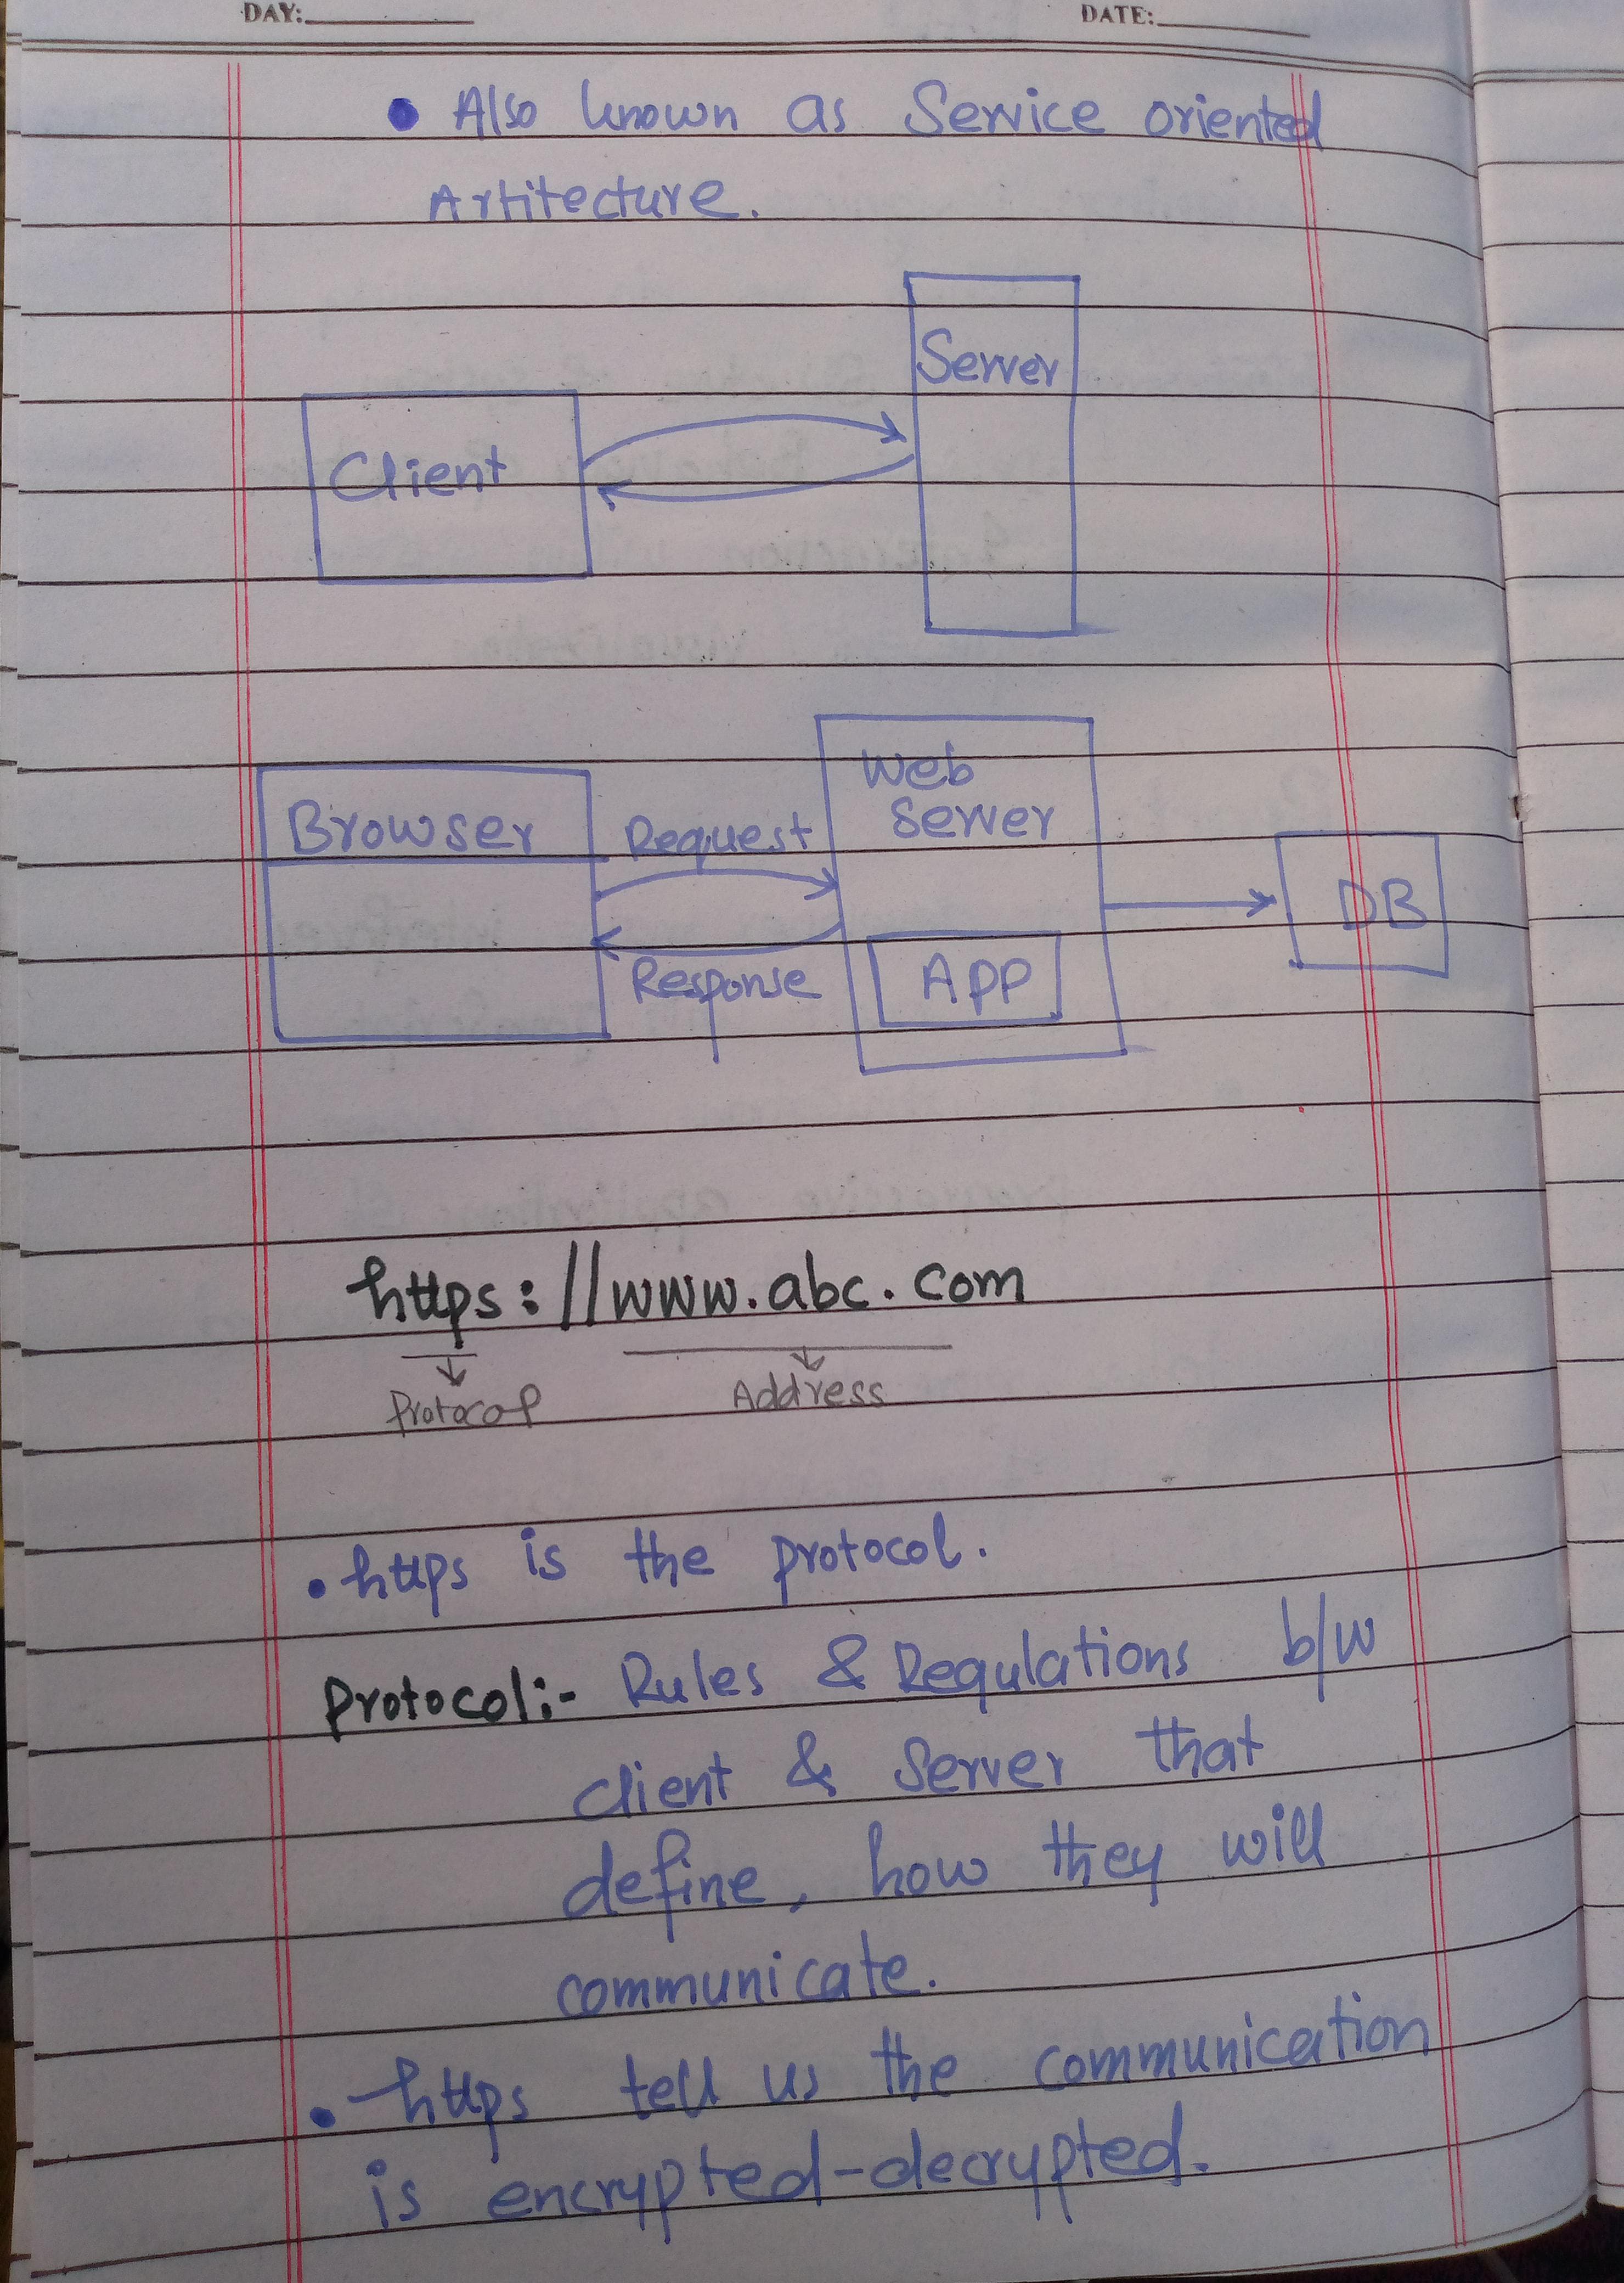 DAY:
DATE:
• Also known as Service oriented
Artitecture.
Server
Client
Web
Server
Browser
Request
DB
Response
APP
https://www.abc.com
Protocol
Address
• https is the protocol.
Protocol:- Rules & Regulations b/w
client & Server that
define, how they will
communicate.
• https tell us the communication
is encrypted-decrypted.